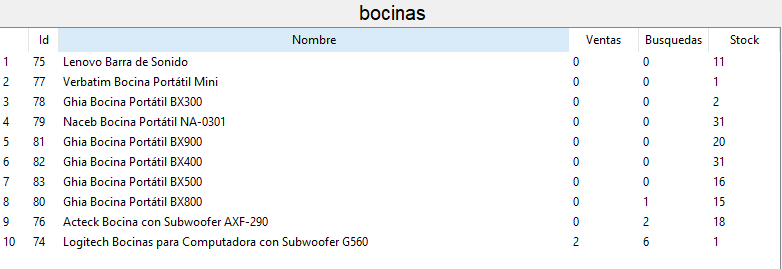 bocinas
Id Nombre Ventas Busquedas Stock
1 75 Lenovo Barra de Sonido 0 0 11
2 77 Verbatim Bocina Portátil Mini 0 0 1
3 78 Ghia Bocina Portátil BX300 0 0 2
4 79 Naceb Bocina Portátil NA-0301 0 0 31
5 81 Ghia Bocina Portátil BX900 0 0 20
6 82 Ghia Bocina Portátil BX400 0 0 31
7 83 Ghia Bocina Portátil BX500 0 0 16
8 80 Ghia Bocina Portátil BX800 0 1 15
9 76 Acteck Bocina con Subwoofer AXF-290 0 2 18
10 74 Logitech Bocinas para Computadora con Subwoofer G560 2 6 1